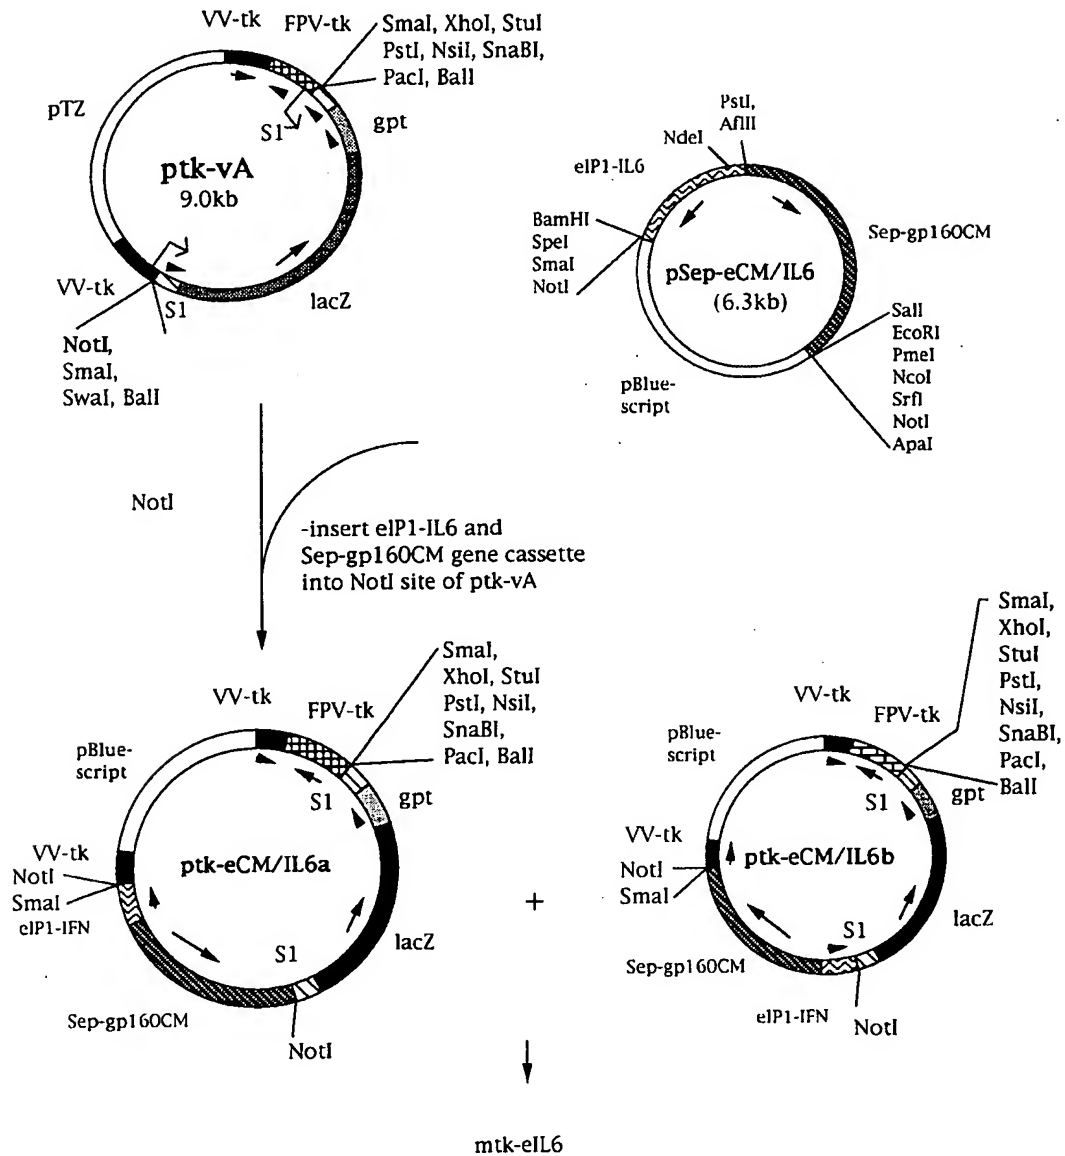 VV-tk
FPV-tk
SmaI, XhoI, StuI
PstI, NsiI, SnaBI,
PacI, BalI
pTZ
S1
gpt
ptk-vA
9.0kb
VV-tk
S1
lacZ
NotI,
SmaI,
SwaI, BalI
PstI,
AflII
NdeI
eIP1-IL6
BamHI
SpeI
SmaI
NotI
Sep-gp160CM
pSep-eCM/IL6
(6.3kb)
SalI
EcoRI
PmeI
NcoI
SrfI
NotI
ApaI
pBlue-
script
NotI
-insert eIP1-IL6 and
Sep-gp160CM gene cassette
into NotI site of ptk-vA
VV-tk
FPV-tk
SmaI,
XhoI, StuI
PstI, NsiI,
SnaBI,
PacI, BalI
pBlue-
script
S1
gpt
ptk-eCM/IL6a
VV-tk
NotI
SmaI
eIP1-IFN
S1
lacZ
Sep-gp160CM
NotI
+
VV-tk
FPV-tk
SmaI,
XhoI,
StuI
PstI,
NsiI,
SnaBI,
PacI,
BalI
pBlue-
script
S1
gpt
ptk-eCM/IL6b
VV-tk
NotI
SmaI
S1
lacZ
Sep-gp160CM
eIP1-IFN
NotI
mtk-eIL6